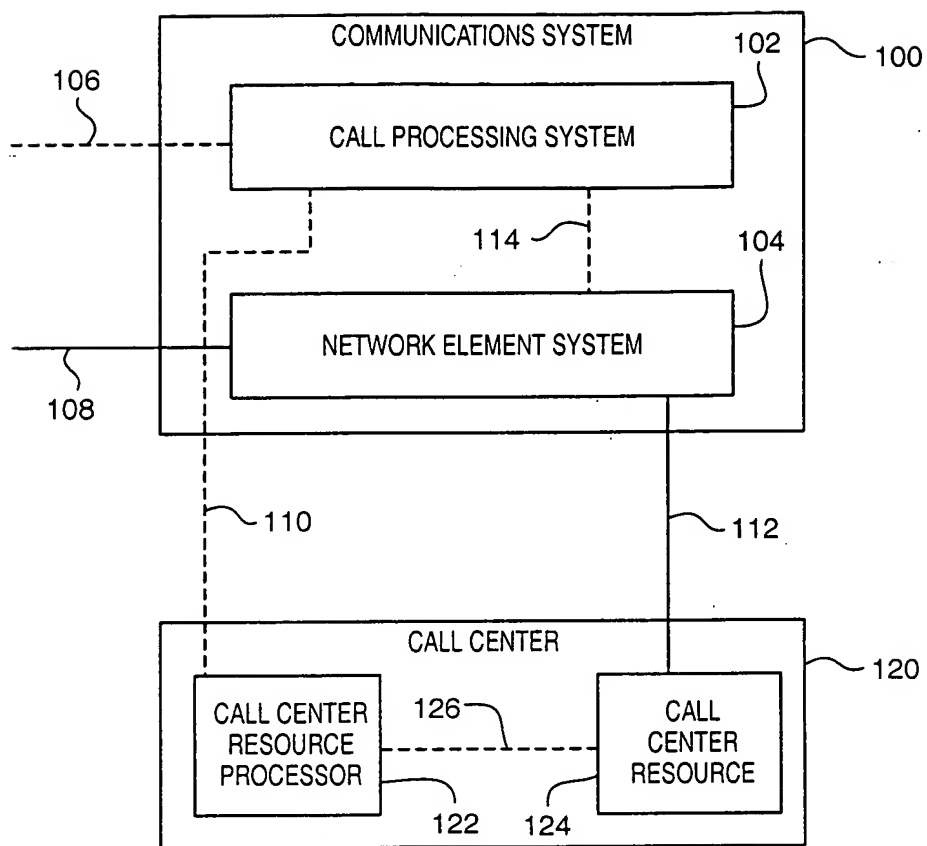 COMMUNICATIONS SYSTEM
100
102
106
CALL PROCESSING SYSTEM
114
104
NETWORK ELEMENT SYSTEM
108
110
112
CALL CENTER
120
CALL CENTER
RESOURCE
PROCESSOR
126
CALL
CENTER
RESOURCE
122
124